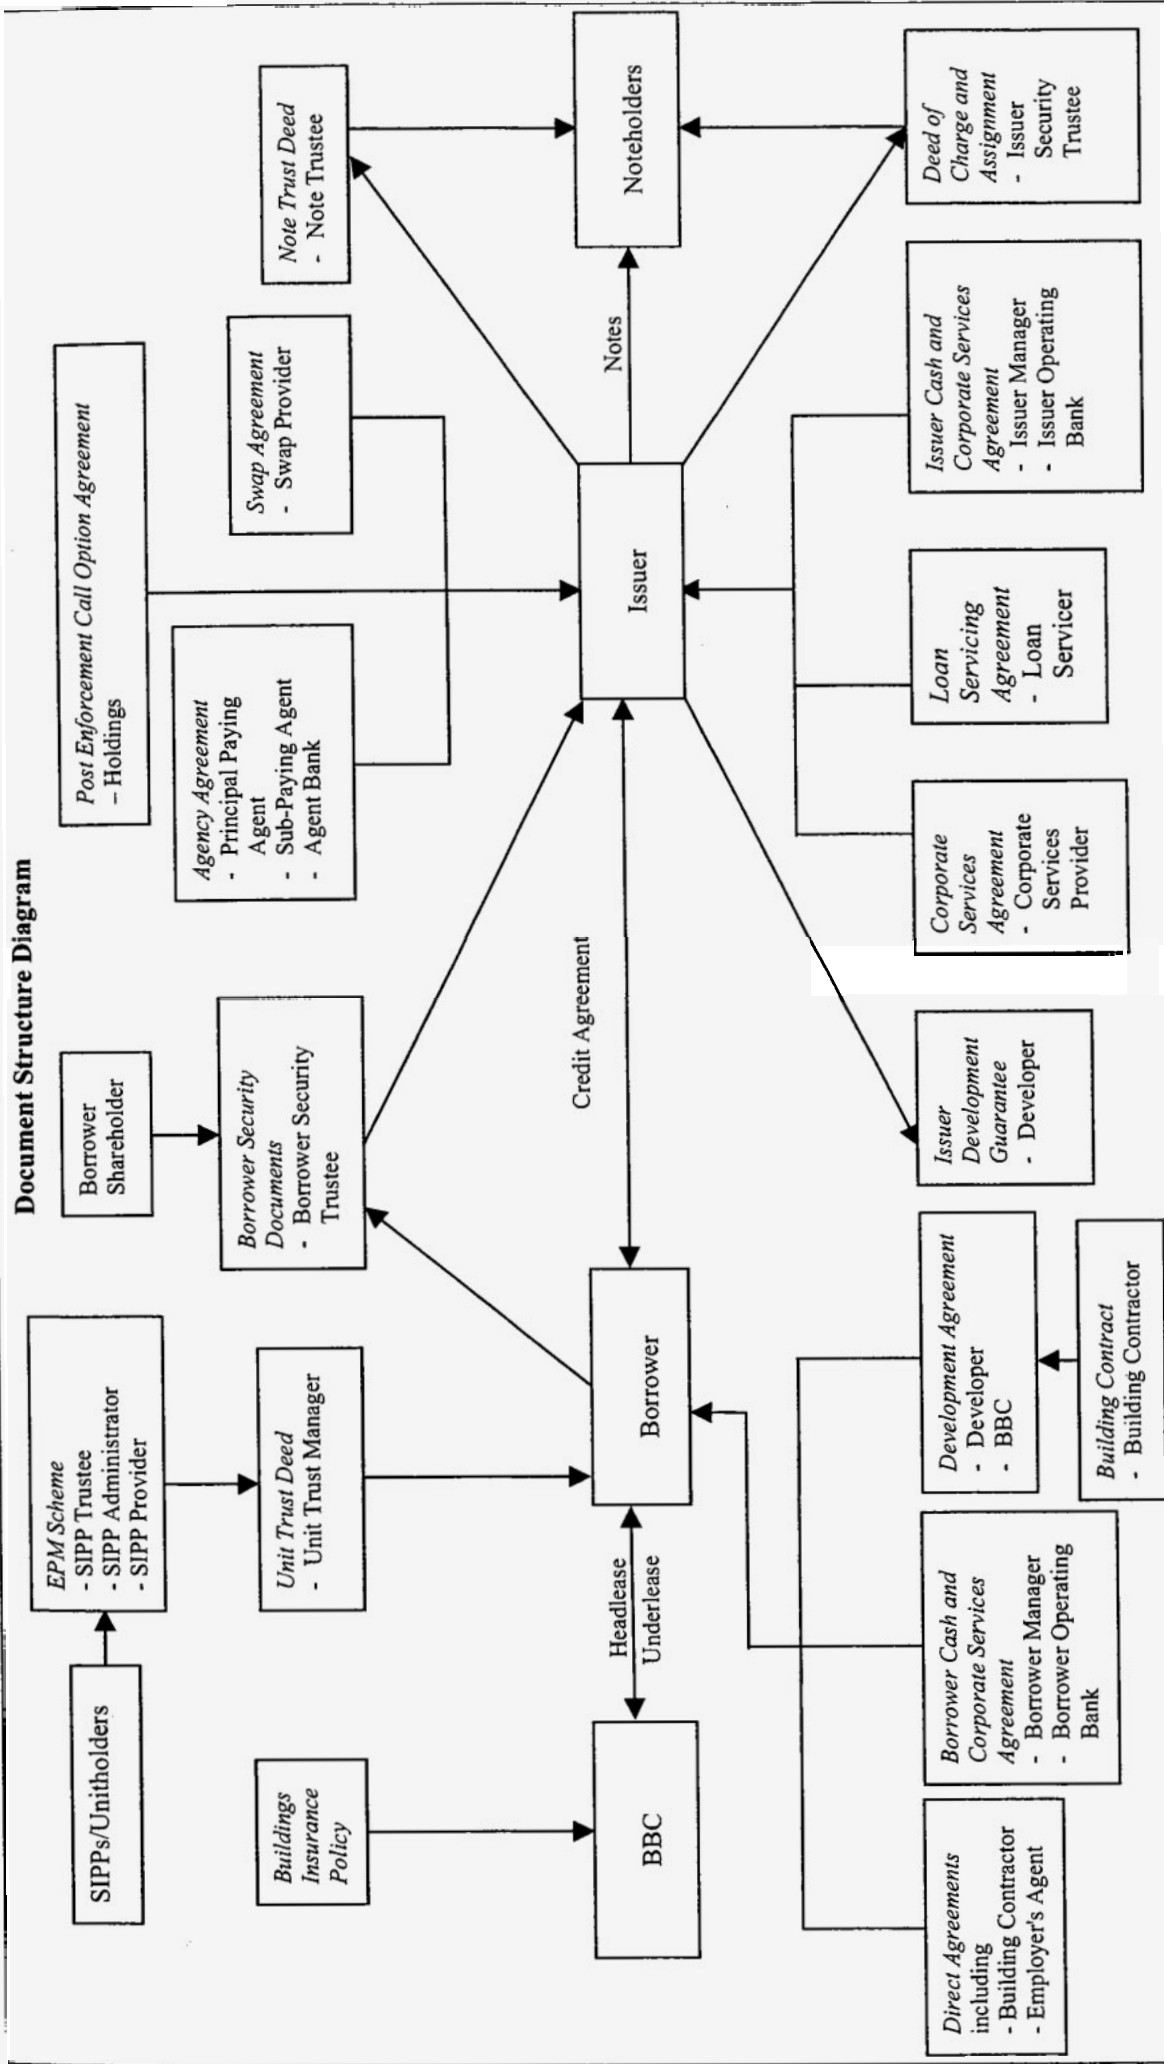 Document Structure Diagram
SIPPs/Unitholders
EPM Scheme
- SIPP Trustee
- SIPP Administrator
- SIPP Provider
Borrower
Shareholder
Post Enforcement Call Option Agreement
– Holdings
Buildings
Insurance
Policy
Unit Trust Deed
- Unit Trust Manager
Borrower Security
Documents
- Borrower Security
Trustee
Agency Agreement
- Principal Paying
Agent
- Sub-Paying Agent
- Agent Bank
Swap Agreement
- Swap Provider
Note Trust Deed
- Note Trustee
BBC
Headlease
Underlease
Borrower
Credit Agreement
Issuer
Notes
Noteholders
Direct Agreements
including
- Building Contractor
- Employer's Agent
Borrower Cash and
Corporate Services
Agreement
- Borrower Manager
- Borrower Operating
Bank
Development Agreement
- Developer
- BBC
Building Contract
- Building Contractor
Issuer
Development
Guarantee
- Developer
Corporate
Services
Agreement
- Corporate
Services
Provider
Loan
Servicing
Agreement
- Loan
Servicer
Issuer Cash and
Corporate Services
Agreement
- Issuer Manager
- Issuer Operating
Bank
Deed of
Charge and
Assignment
- Issuer
Security
Trustee